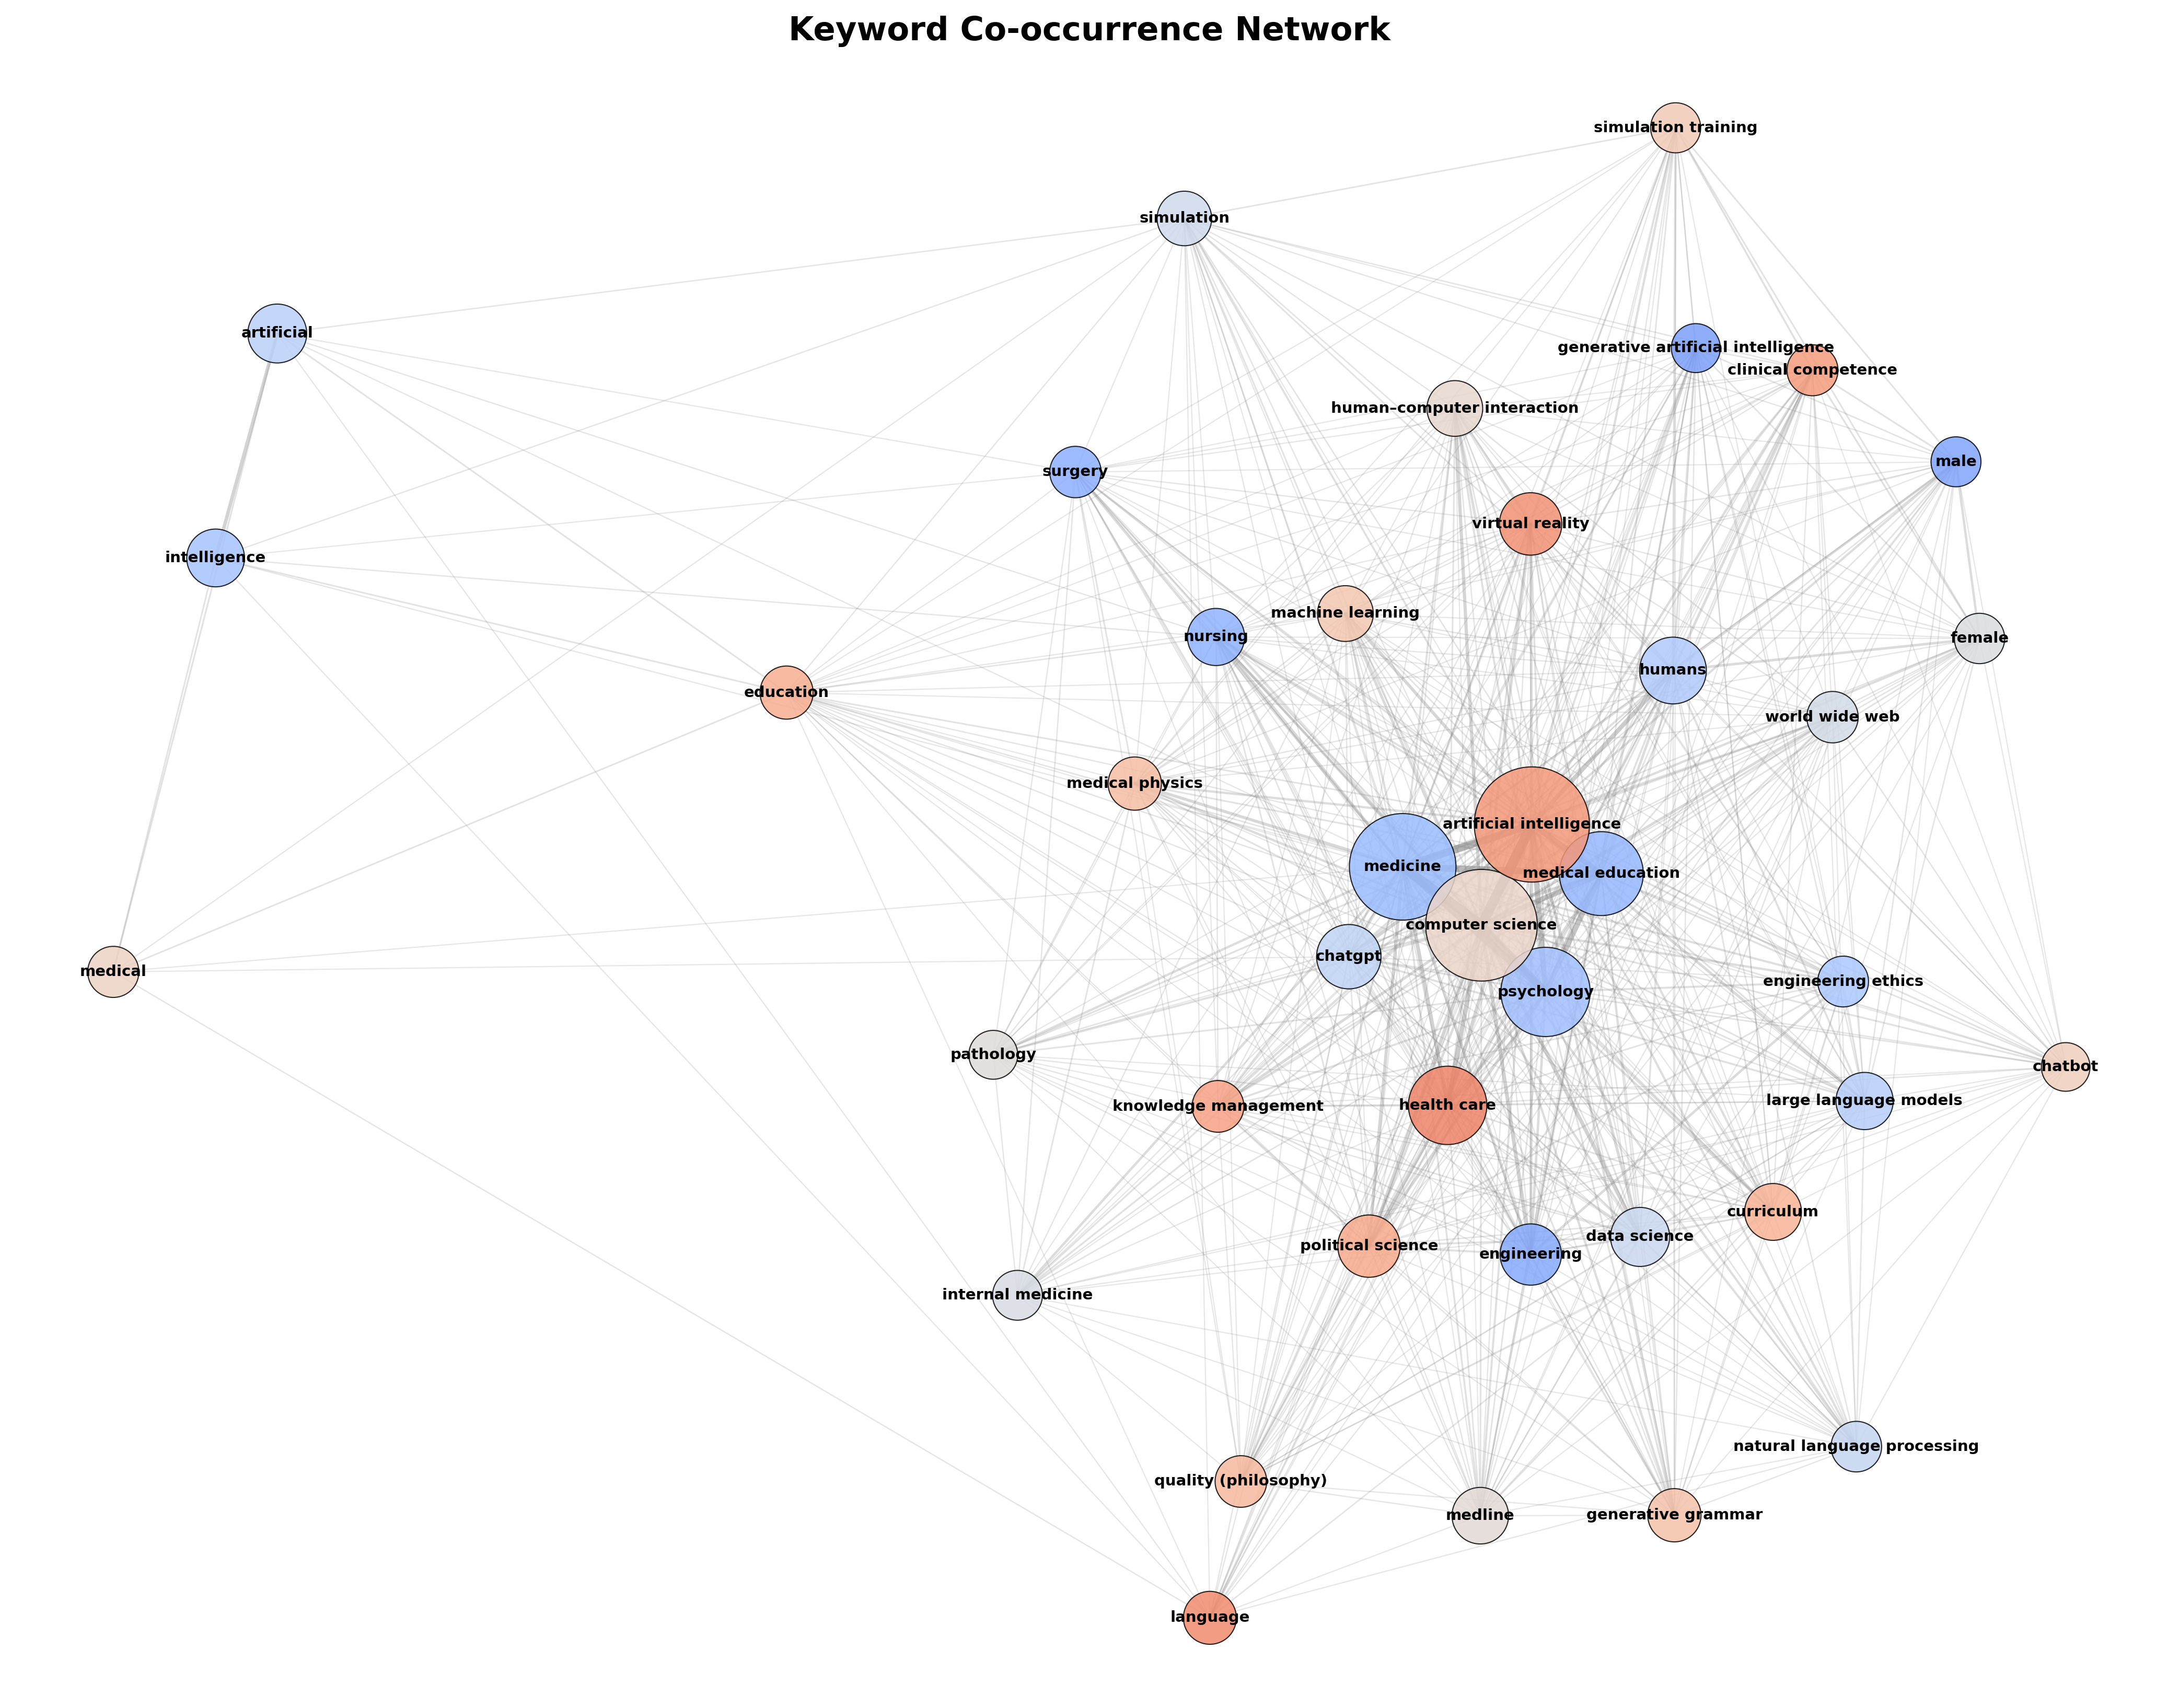 Keyword Co-occurrence Network
simulation training
simulation
artificial
generative artificial intelligence
clinical competence
human–computer interaction
male
surgery
virtual reality
intelligence
machine learning
nursing
female
humans
education
world wide web
medical physics
artificial intelligence
medicine
medical education
computer science
chatgpt
medical
engineering ethics
psychology
pathology
chatbot
large language models
health care
knowledge management
curriculum
data science
political science
engineering
internal medicine
natural language processing
quality (philosophy)
medline
generative grammar
language